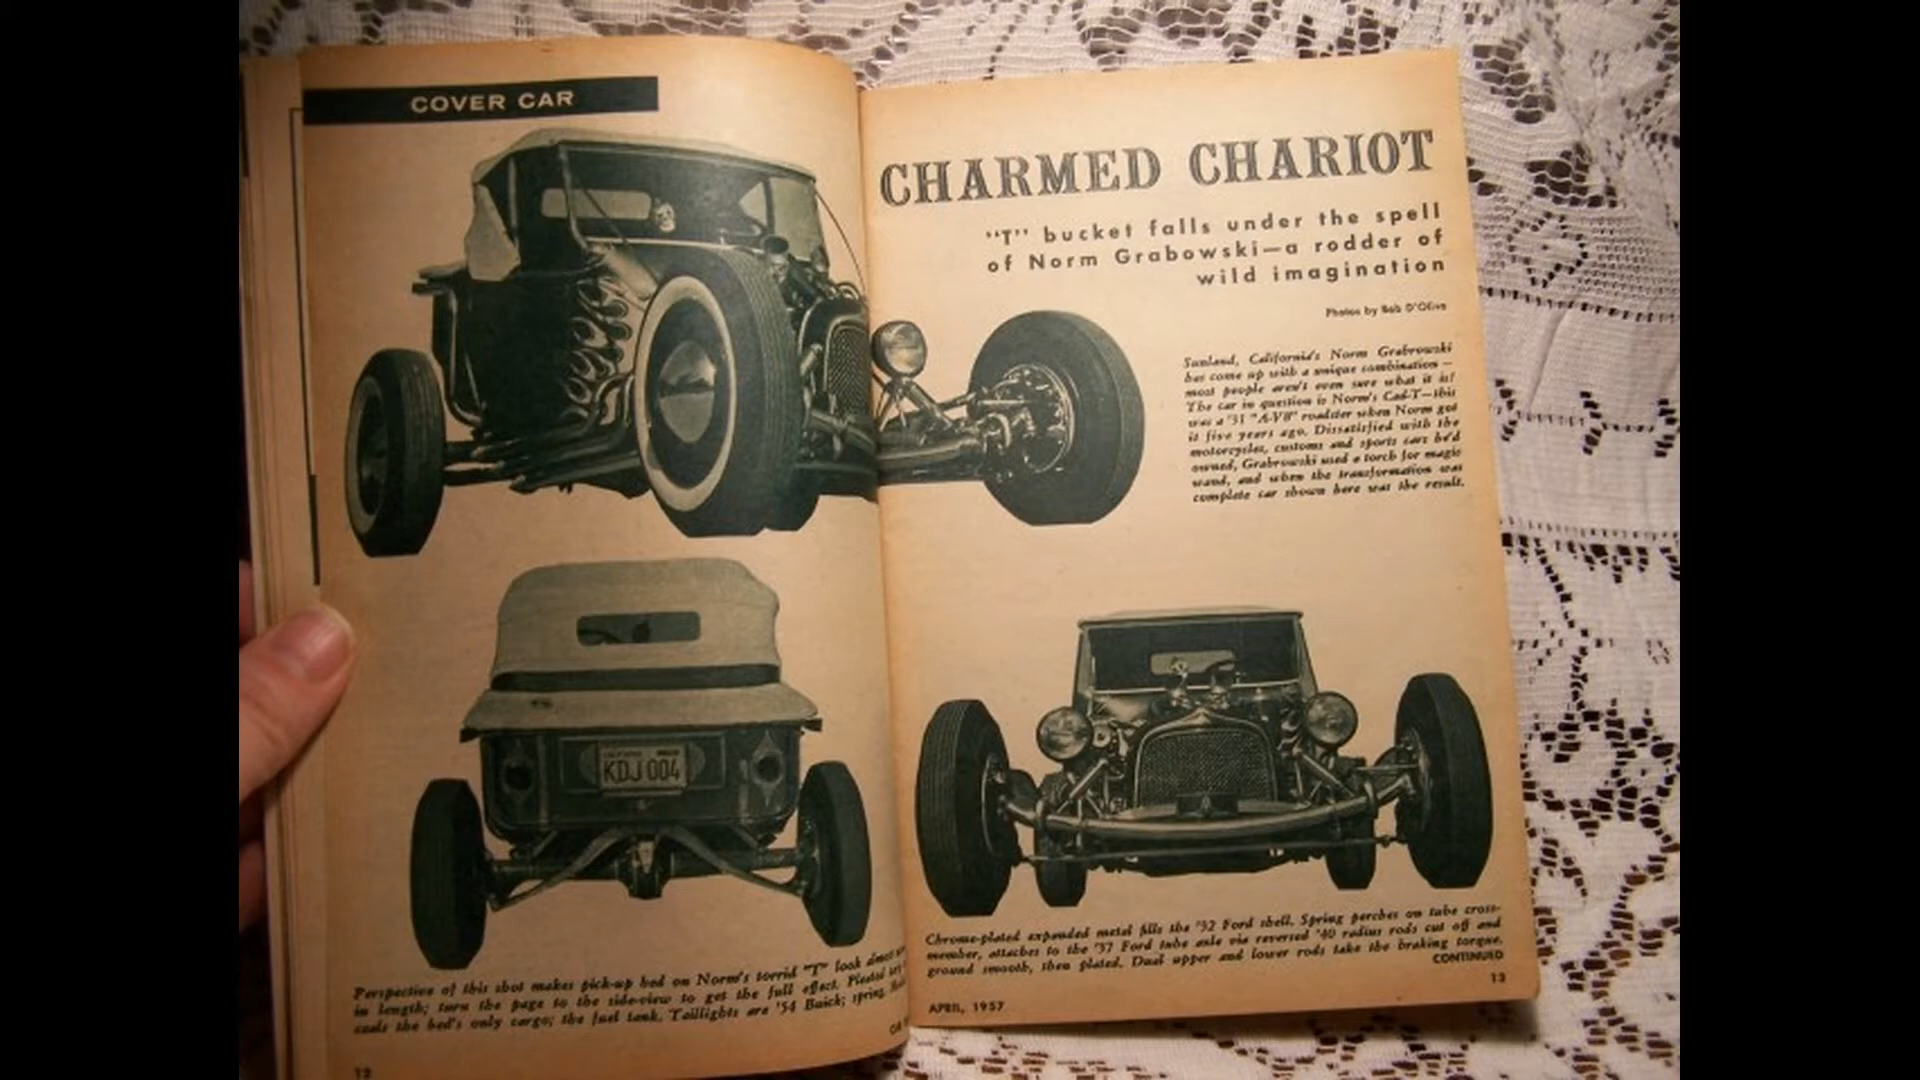 COVER CAR
CHARMED CHARIOT
"T" bucket falls under the spell
of Norm Grabowski—a rodder of
wild imagination
Photos by Bob D'Olivo
Sunland, California's Norm Grabrowski
has come up with a unique combination —
most people aren't even sure what it is!
The car in question is Norm's Cad-T—this
was a '31 "A-V8" roadster when Norm got
it five years ago. Dissatisfied with the
motorcycles, customs and sports cars he'd
owned, Grabrowski used a torch for magic
wand, and when the transformation was
complete car shown here was the result.
KDJ 004
Perspective of this shot makes pick-up bed on Norm's torrid "T" look almost
in length; turn the page to the side-view to get the full effect. Pleated
the bed's only cargo; the fuel tank. Taillights are '54 Buick; spring,
12
Chrome-plated expanded metal fills the '32 Ford shell. Spring perches on tube cross-
member, attaches to the '37 Ford tube axle via reversed '40 radius rods cut off and
ground smooth, then plated. Dual upper and lower rods take the braking torque.
CONTINUED
APRIL, 1957
13